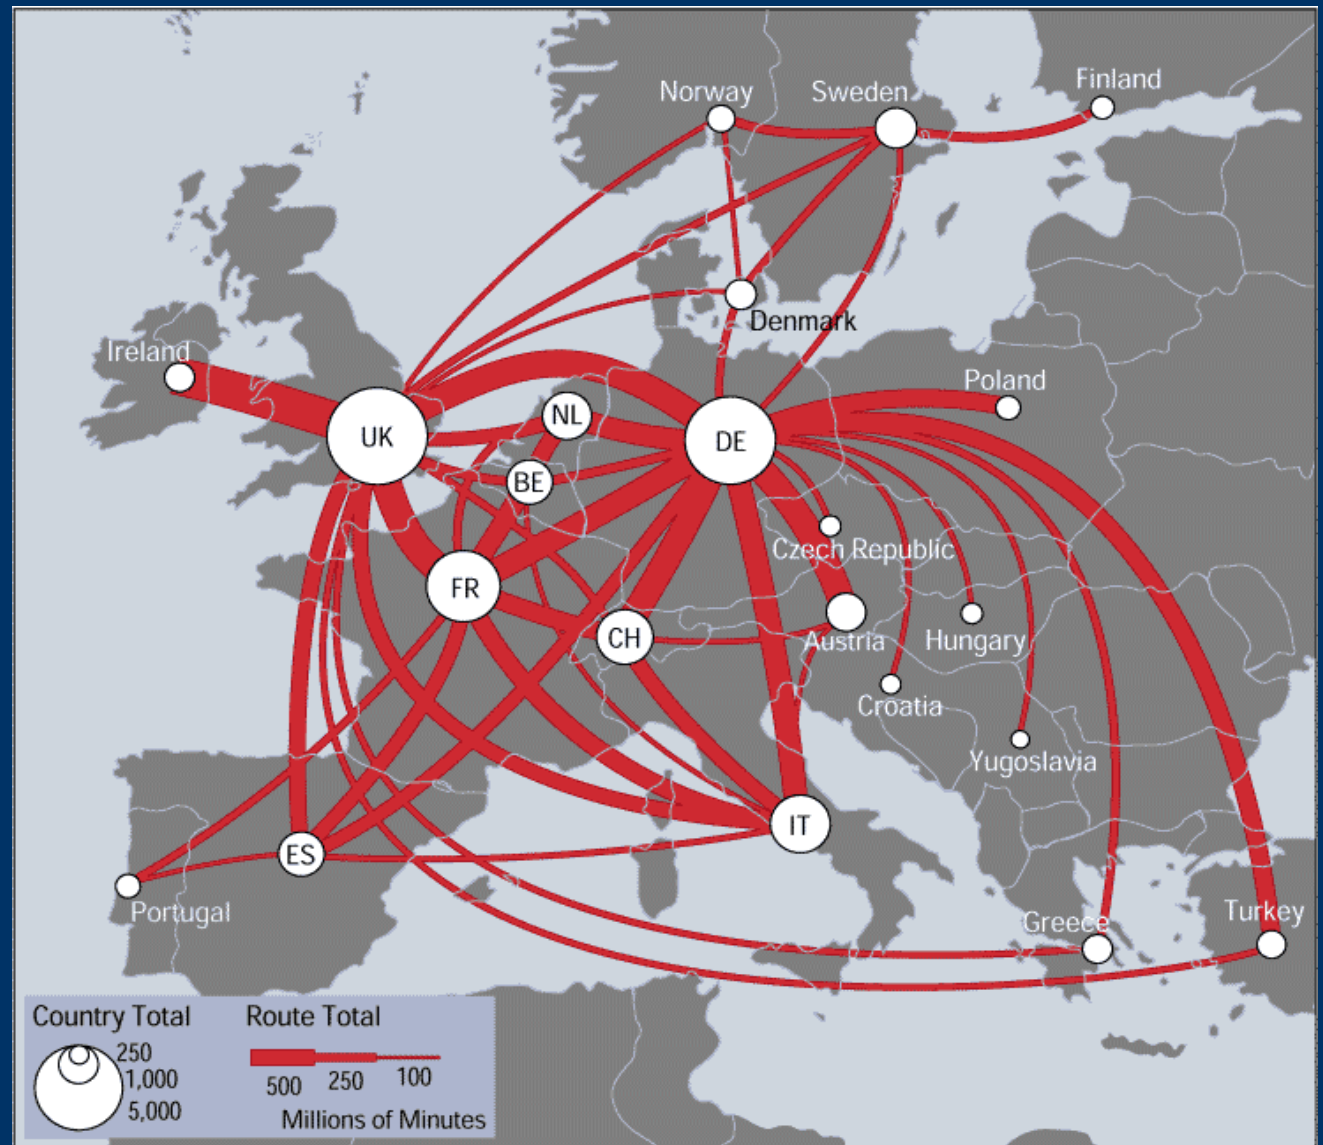 Norway
Sweden
Finland
Denmark
Ireland
Poland
NL
UK
DE
BE
Czech Republic
FR
Austria
Hungary
CH
Croatia
Yugoslavia
IT
ES
Portugal
Greece
Turkey
Country Total
250
1,000
5,000
Route Total
500 250 100
Millions of Minutes